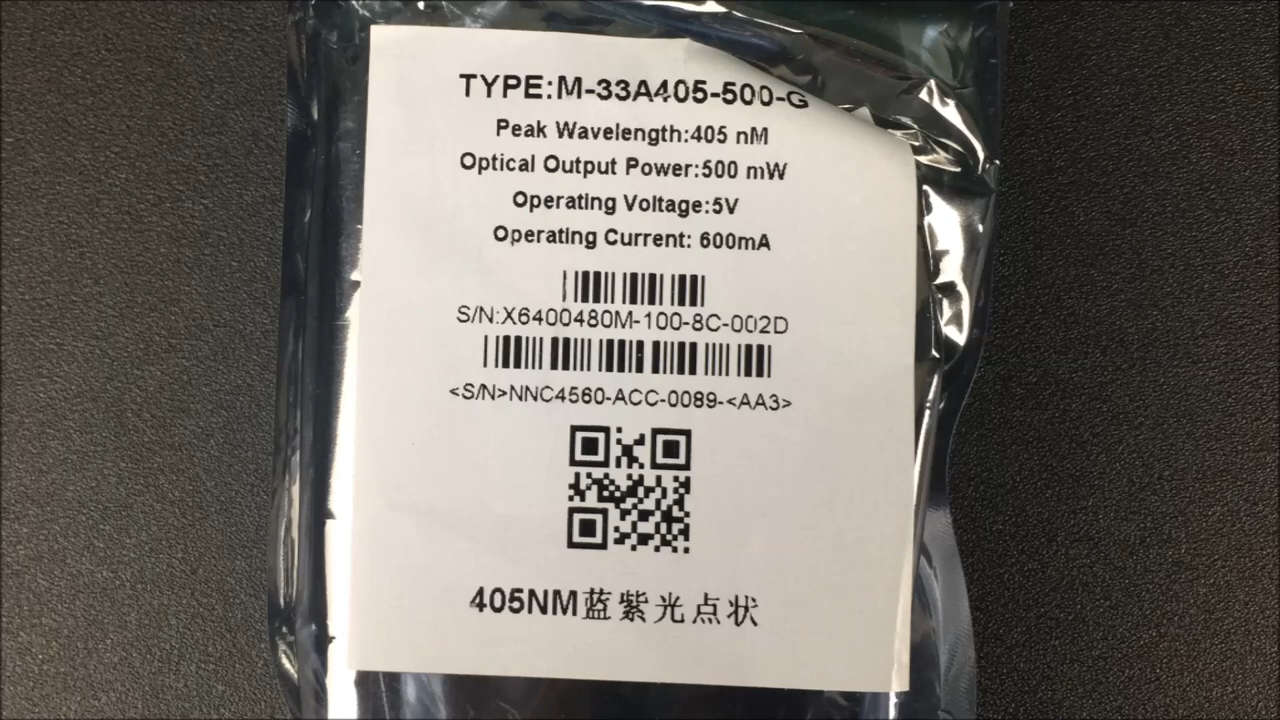 TYPE:M-33A405-500-G
Peak Wavelength:405 nM
Optical Output Power:500 mW
Operating Voltage:5V
Operating Current: 600mA
S/N:X6400480M-100-8C-002D
<S/N>NNC4560-ACC-0089-<AA3>
405NM蓝紫光点状